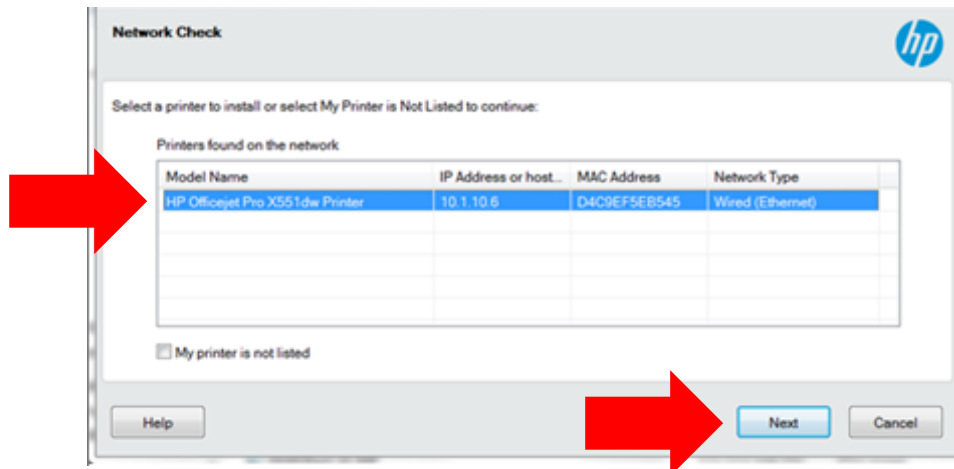 Network Check
hp
Select a printer to install or select My Printer is Not Listed to continue:
Printers found on the network
Model Name IP Address or host... MAC Address Network Type
HP Officejet Pro X551dw Printer 10.1.10.6 D4C9EF5EB545 Wired (Ethernet)
My printer is not listed
Help Next Cancel